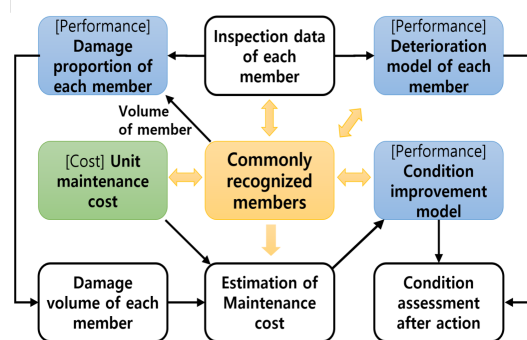 [Performance]
Damage
proportion of
each member
Inspection data
of each
member
[Performance]
Deterioration
model of each
member
Volume
of member
[Cost] Unit
maintenance
cost
Commonly
recognized
members
[Performance]
Condition
improvement
model
Damage
volume of each
member
Estimation of
Maintenance
cost
Condition
assessment
after action